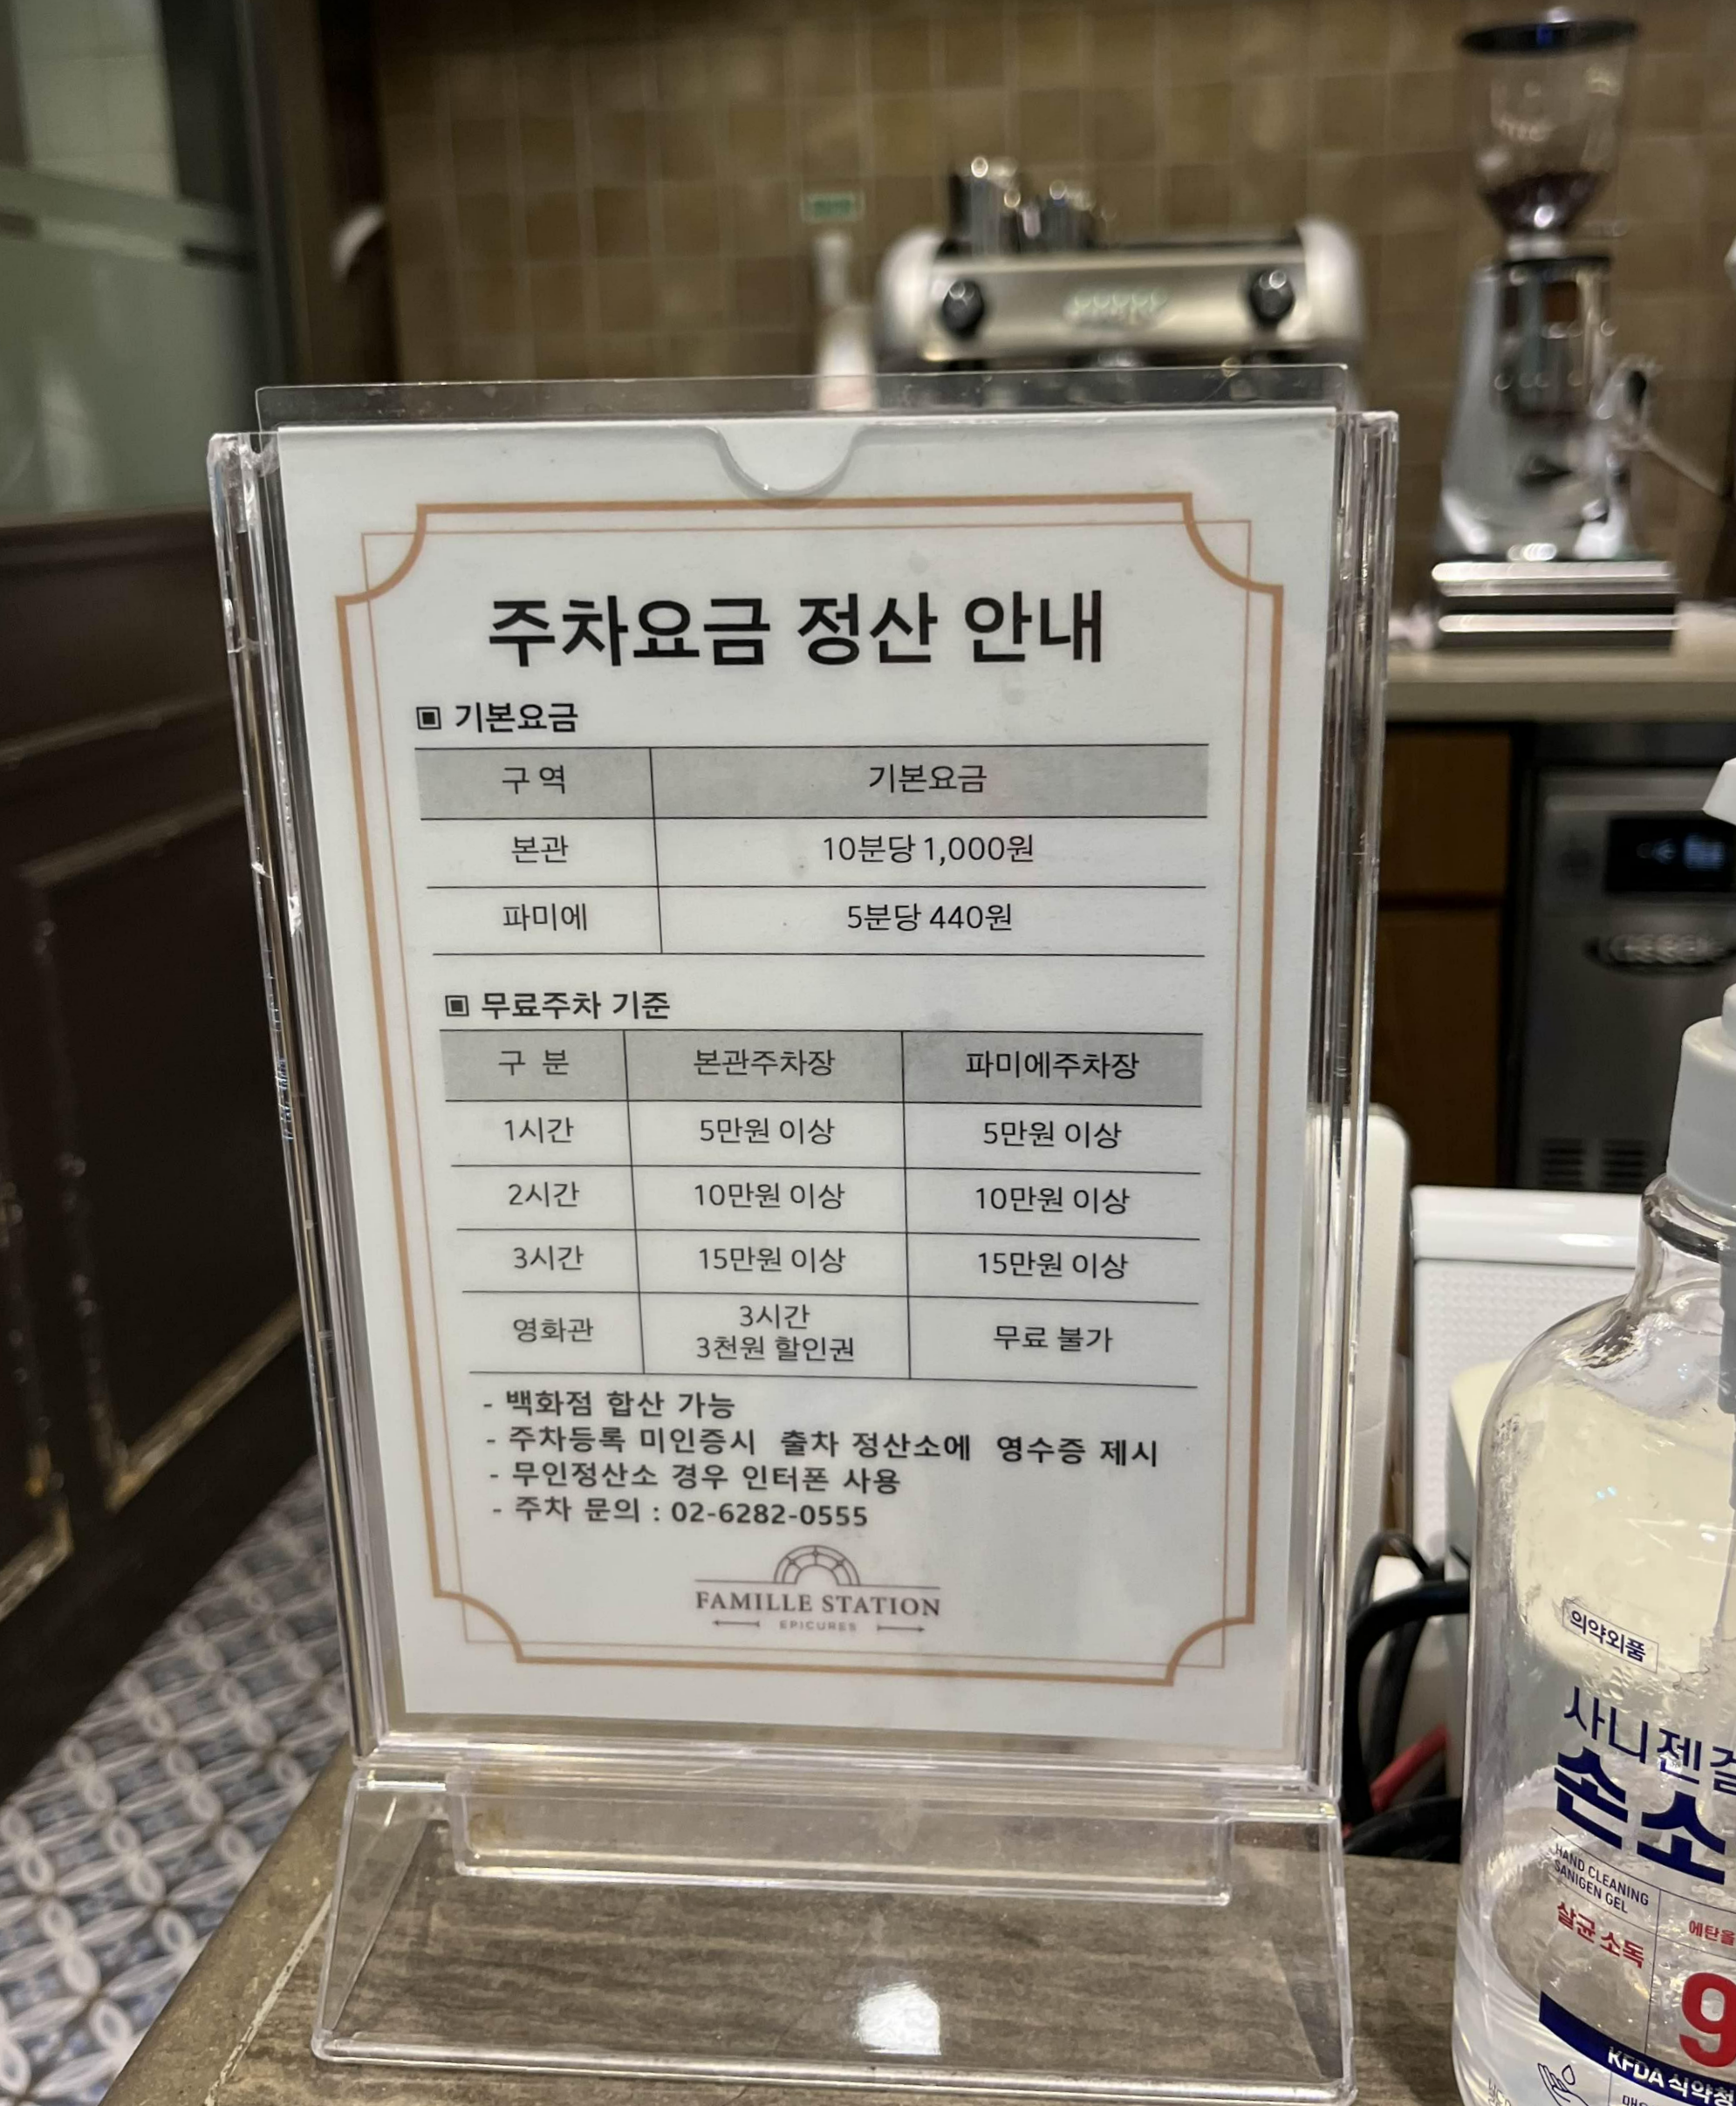 주차요금 정산 안내
▣ 기본요금
구 역 기본요금
본관 10분당 1,000원
파미에 5분당 440원
▣ 무료주차 기준
구 분 본관주차장 파미에주차장
1시간 5만원 이상 5만원 이상
2시간 10만원 이상 10만원 이상
3시간 15만원 이상 15만원 이상
영화관 3시간 3천원 할인권 무료 불가
- 백화점 합산 가능
- 주차등록 미인증시 출차 정산소에 영수증 제시
- 무인정산소 경우 인터폰 사용
- 주차 문의 : 02-6282-0555
FAMILLE STATION
EPICURES
의약외품
사니젠겔
손소
HAND CLEANING
SANIGEN GEL
살균 소독
에탄올
9
KFDA 식약청